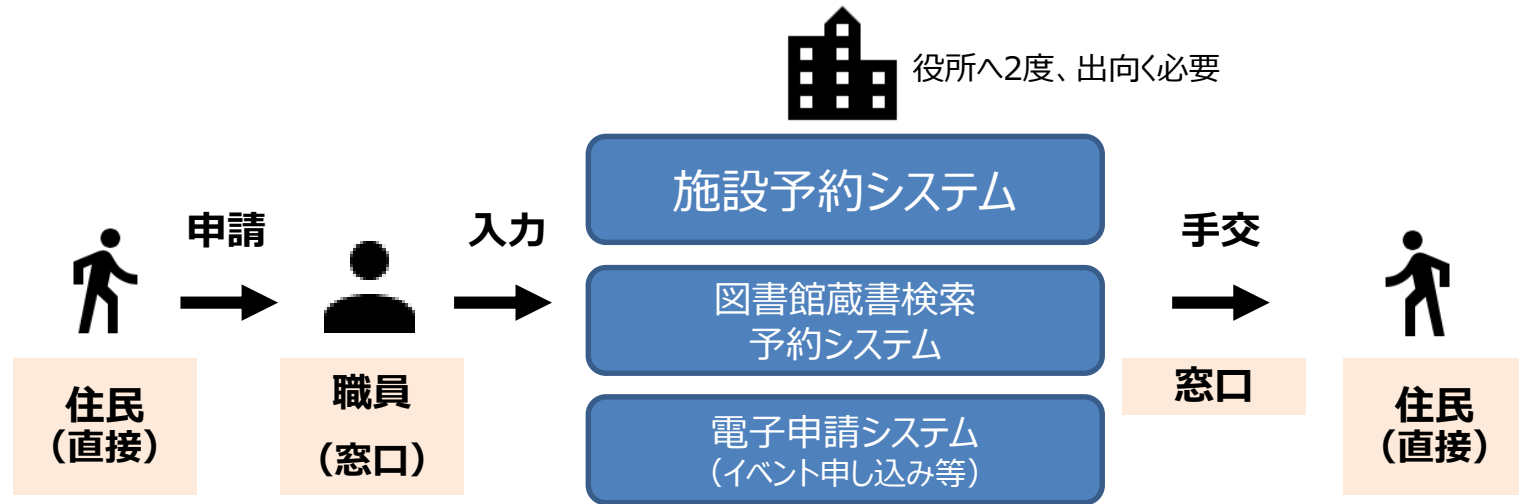 役所へ2度、出向く必要
申請
入力
手交
施設予約システム
図書館蔵書検索
予約システム
電子申請システム
（イベント申し込み等）
住民
（直接）
職員
（窓口）
窓口
住民
（直接）